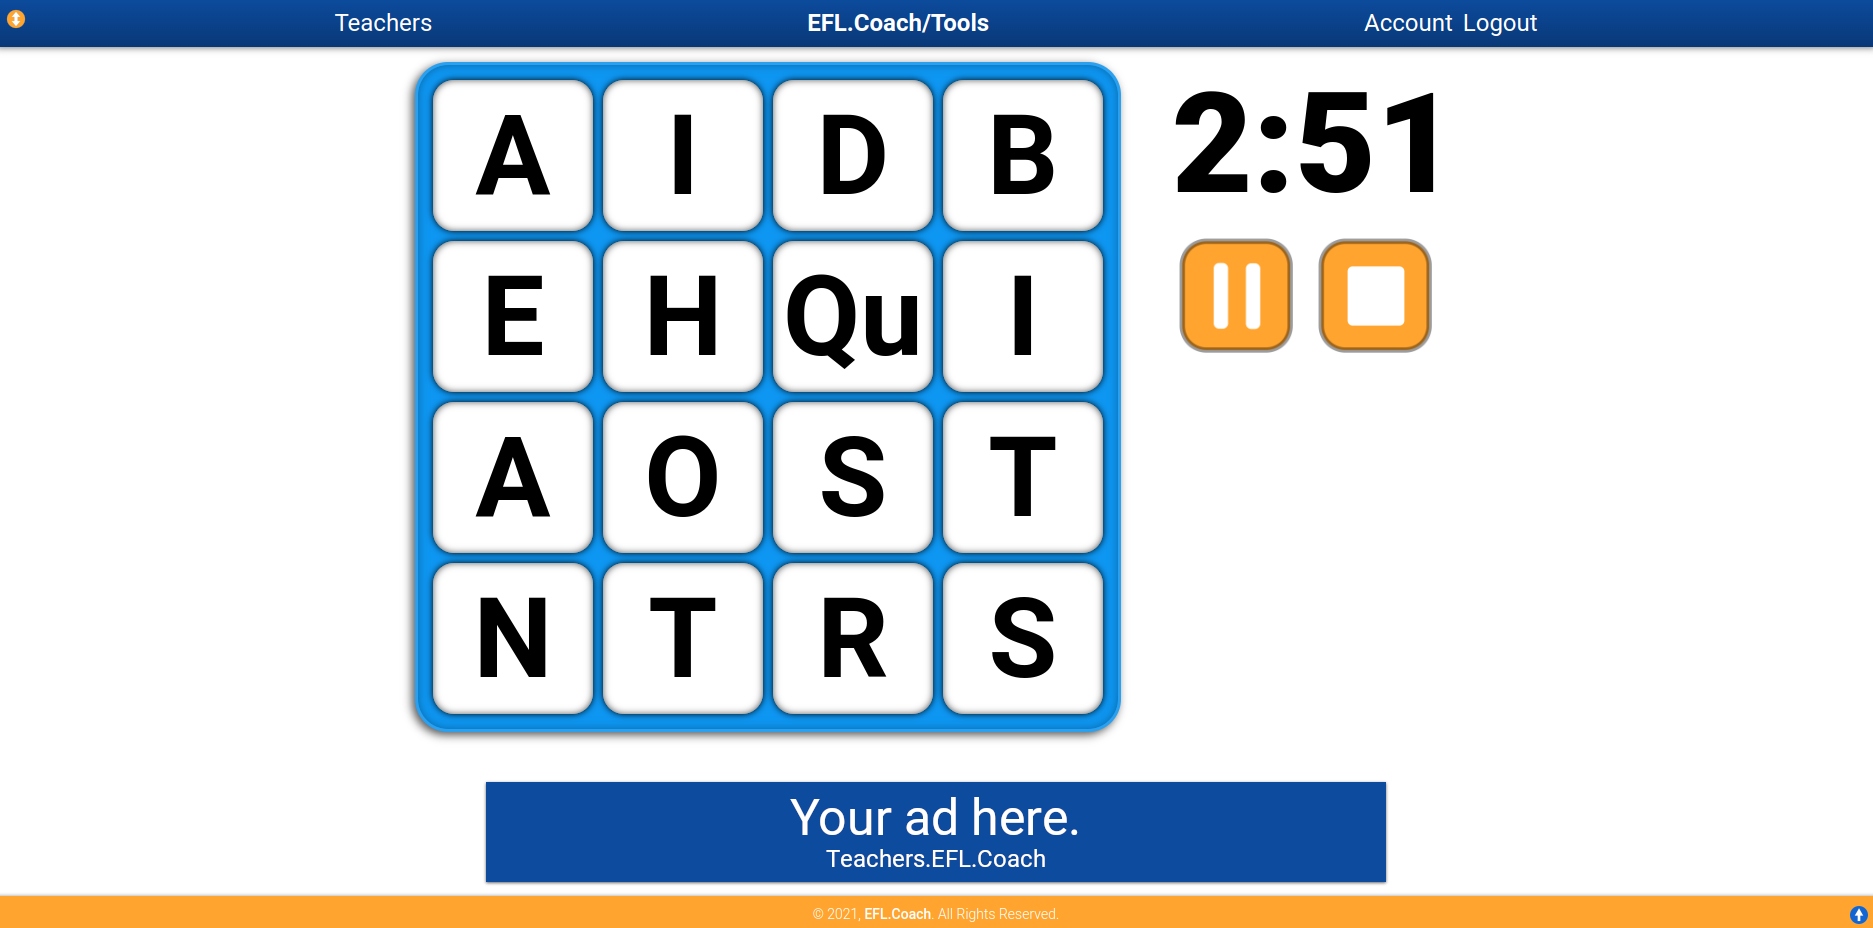 Teachers EFL.Coach/Tools Account Logout
A I D B
2:51
E H Qu I
A O S T
N T R S
Your ad here.
Teachers.EFL.Coach
© 2021, EFL.Coach. All Rights Reserved.